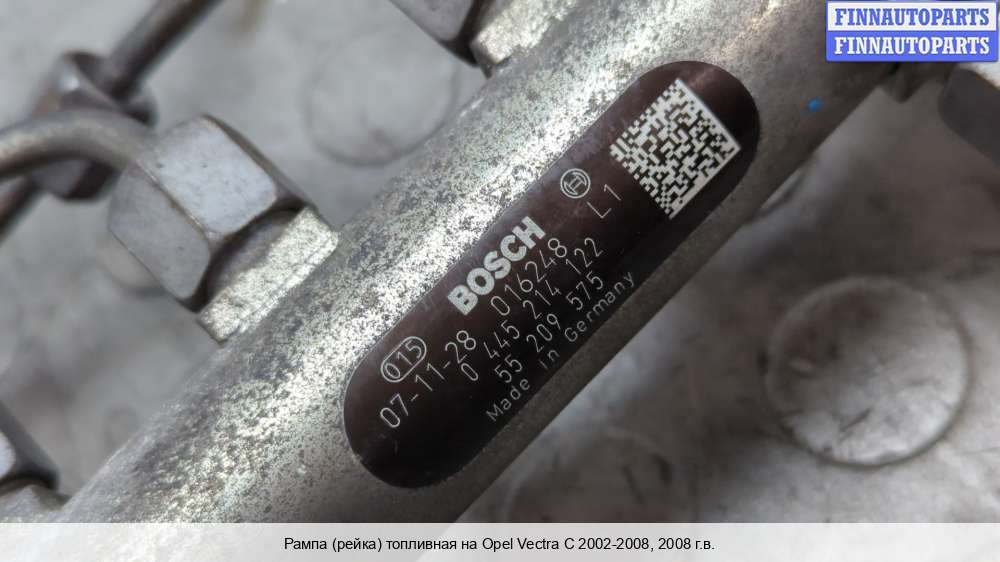 FINNAUTOPARTS
FINNAUTOPARTS
BOSCH
L1
015
07-11-28 016248
0 445 214 122
55 209 575
Made in Germany
Рампа (рейка) топливная на Opel Vectra C 2002-2008, 2008 г.в.